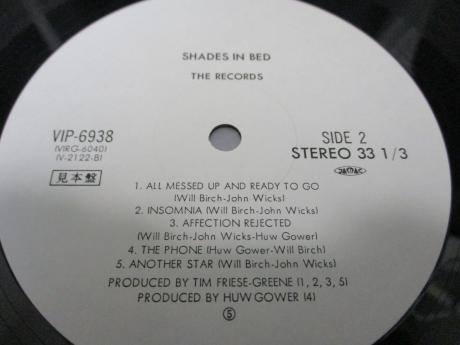 SHADES IN BED
THE RECORDS
VIP-6938
(VIRG-6040)
(V-2122-B)
見本盤
SIDE 2
STEREO 33 1/3
JASRAC
1. ALL MESSED UP AND READY TO GO
(Will Birch-John Wicks)
2. INSOMNIA (Will Birch-John Wicks)
3. AFFECTION REJECTED
(Will Birch-John Wicks-Huw Gower)
4. THE PHONE (Huw Gower-Will Birch)
5. ANOTHER STAR (Will Birch-John Wicks)
PRODUCED BY TIM FRIESE-GREENE (1, 2, 3, 5)
PRODUCED BY HUW GOWER (4)
Ⓢ